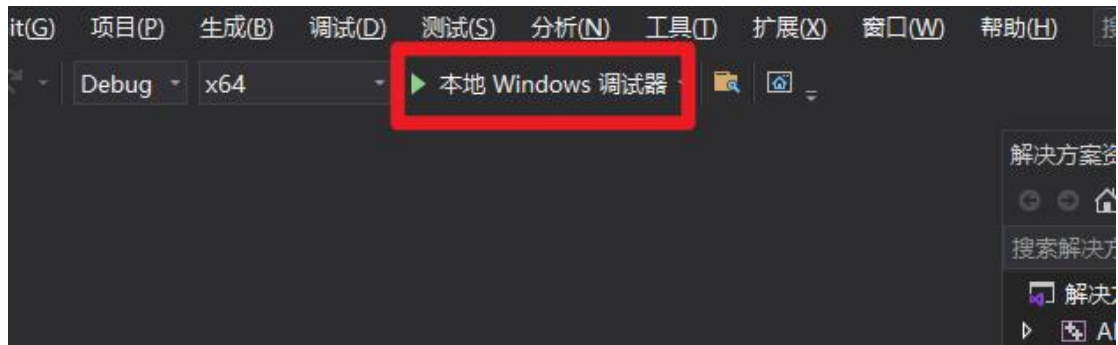 it(G) 项目(P) 生成(B) 调试(D) 测试(S) 分析(N) 工具(T) 扩展(X) 窗口(W) 帮助(H)
Debug x64 本地 Windows 调试器
解决方案资
搜索解决方
解决